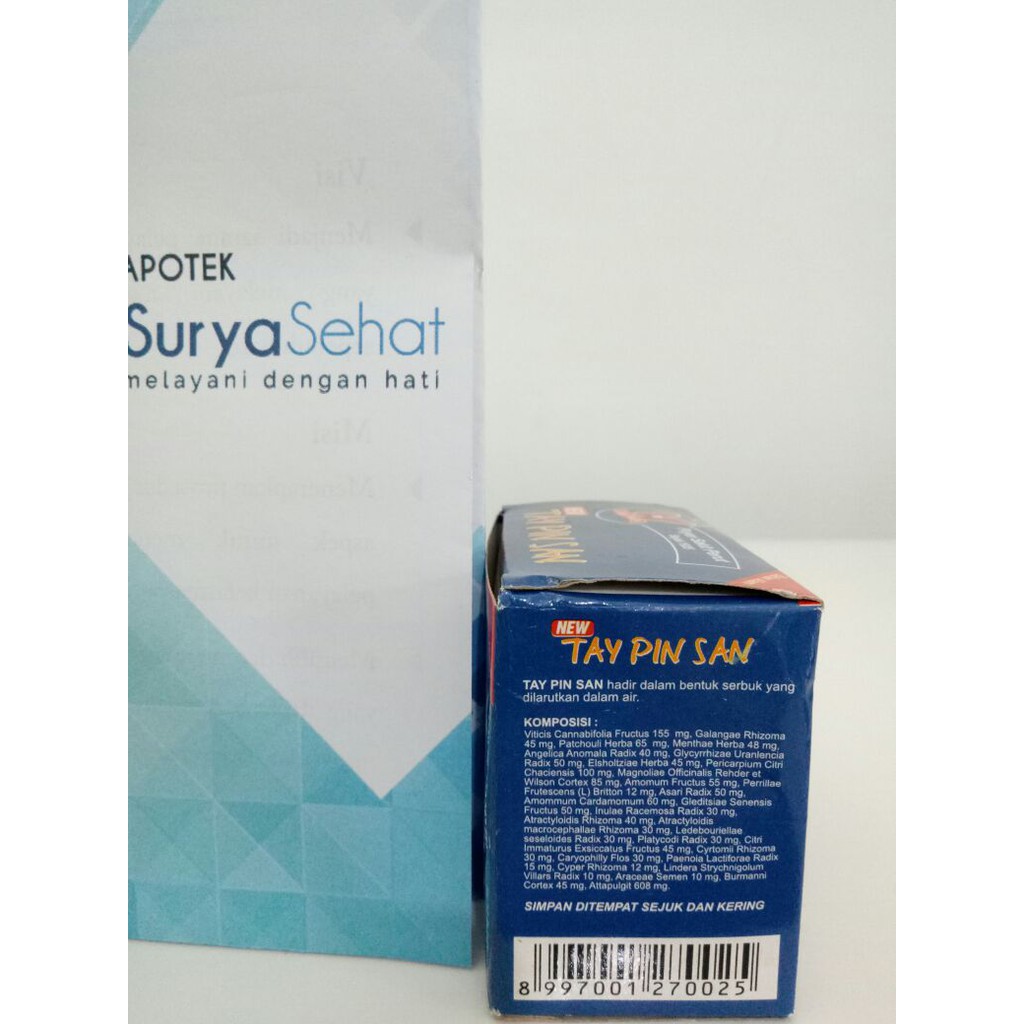 APOTEK
SuryaSehat
melayani dengan hati
Visi
Menjadi
Misi
Menerapkan
TAY PIN SAN
NEW
TAY PIN SAN
TAY PIN SAN hadir dalam bentuk serbuk yang
dilarutkan dalam air.
KOMPOSISI :
Viticis Cannabifolia Fructus 155 mg, Galangae Rhizoma
45 mg, Patchouli Herba 65 mg, Menthae Herba 48 mg,
Angelica Anomala Radix 40 mg, Glycyrrhizae Uranlencia
Radix 50 mg, Elsholtziae Herba 45 mg, Pericarpium Citri
Chaciensis 100 mg, Magnoliae Officinalis Rehder et
Wilson Cortex 85 mg, Amomum Fructus 55 mg, Perrillae
Frutescens (L) Britton 12 mg, Asari Radix 50 mg,
Amommum Cardamomum 60 mg, Gleditsiae Senensis
Fructus 50 mg, Inulae Racemosa Radix 30 mg,
Atractyloidis Rhizoma 40 mg, Atractyloidis
macrocephallae Rhizoma 30 mg, Ledebouriellae
seseloides Radix 30 mg, Platycodi Radix 30 mg, Citri
Immaturus Exsiccatus Fructus 45 mg, Cyrtomii Rhizoma
30 mg, Caryophilly Flos 30 mg, Paenoia Lactiforae Radix
15 mg, Cyper Rhizoma 12 mg, Lindera Strychnigolum
Villars Radix 10 mg, Araceae Semen 10 mg, Burmanni
Cortex 45 mg, Attapulgit 608 mg.
SIMPAN DITEMPAT SEJUK DAN KERING
8 997001 270025